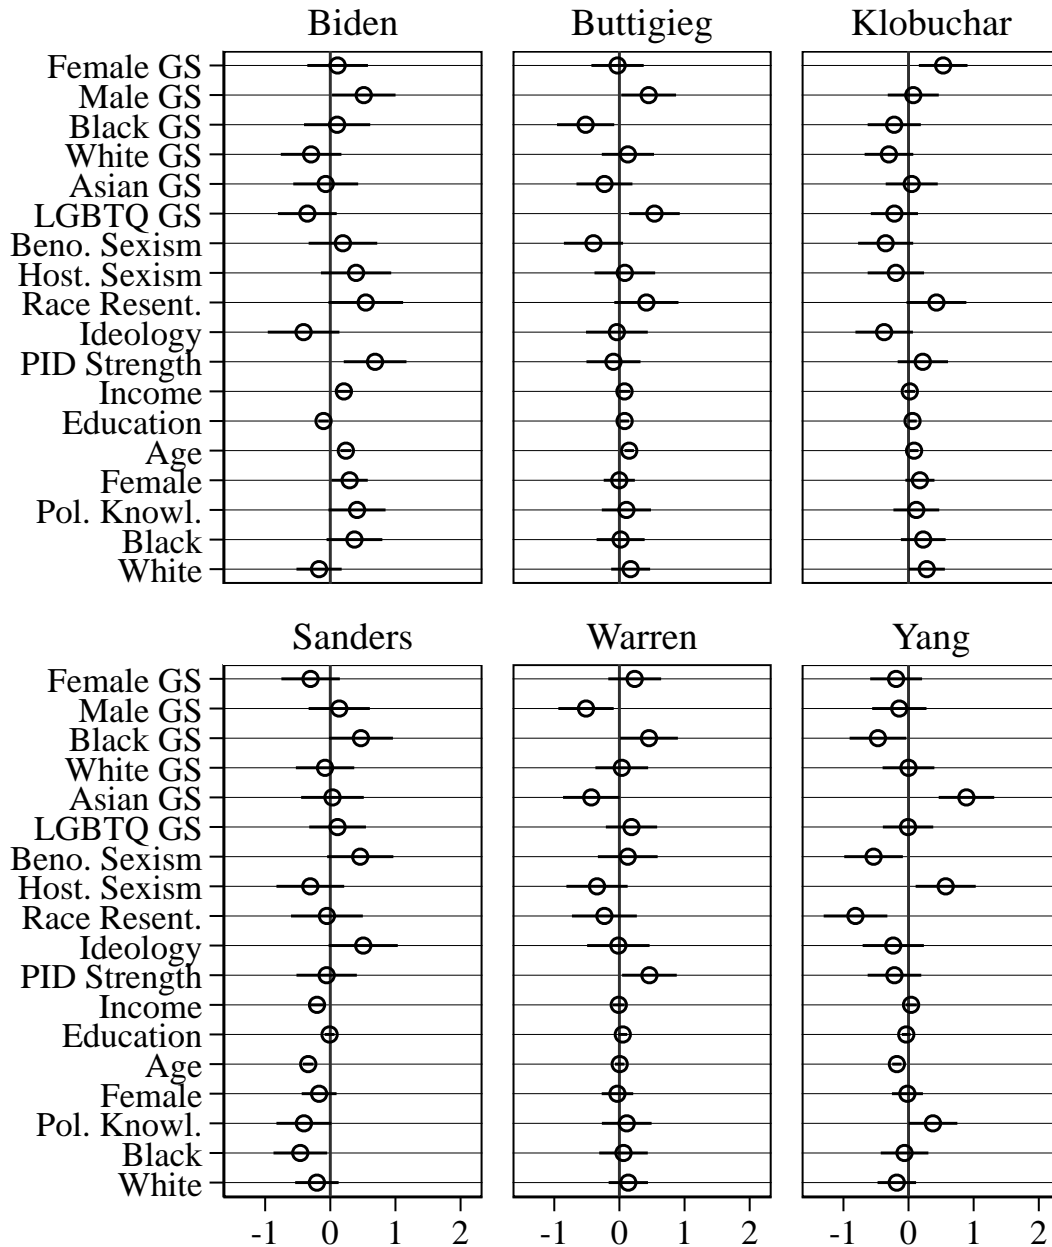 Biden Buttigieg Klobuchar
Female GS
Male GS
Black GS
White GS
Asian GS
LGBTQ GS
Beno. Sexism
Host. Sexism
Race Resent.
Ideology
PID Strength
Income
Education
Age
Female
Pol. Knowl.
Black
White
Sanders Warren Yang
Female GS
Male GS
Black GS
White GS
Asian GS
LGBTQ GS
Beno. Sexism
Host. Sexism
Race Resent.
Ideology
PID Strength
Income
Education
Age
Female
Pol. Knowl.
Black
White
-1 0 1 2 -1 0 1 2 -1 0 1 2